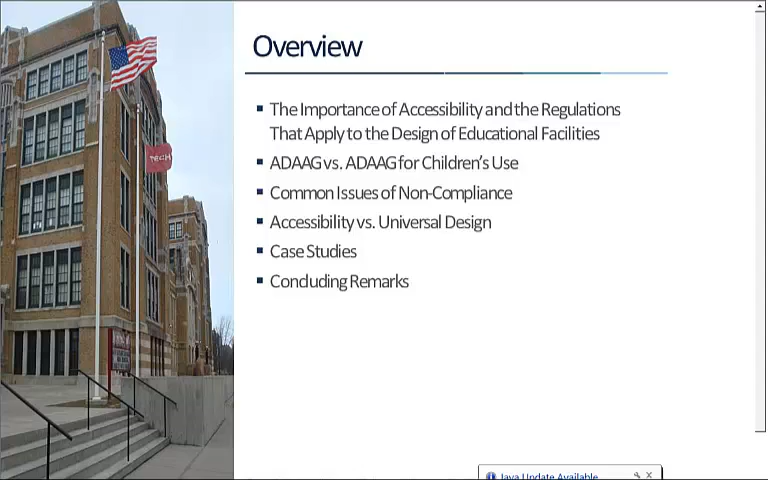 Overview
The Importance of Accessibility and the Regulations
That Apply to the Design of Educational Facilities
ADAAG vs. ADAAG for Children's Use
Common Issues of Non-Compliance
Accessibility vs. Universal Design
Case Studies
Concluding Remarks
TECH
Java Update Available